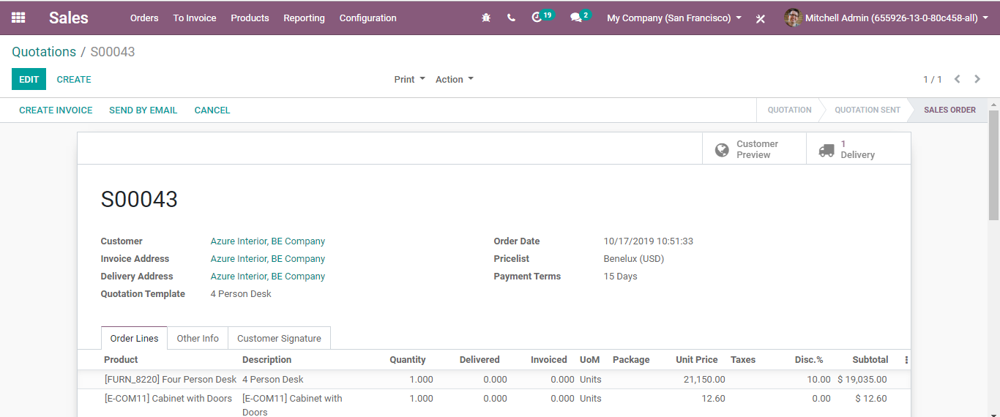 Sales Orders To Invoice Products Reporting Configuration 19 2 My Company (San Francisco) Mitchell Admin (655926-13-0-80c458-all)
Quotations / S00043
EDIT CREATE Print Action 1 / 1
CREATE INVOICE SEND BY EMAIL CANCEL QUOTATION QUOTATION SENT SALES ORDER
Customer Preview 1 Delivery
S00043
Customer Azure Interior, BE Company Order Date 10/17/2019 10:51:33
Invoice Address Azure Interior, BE Company Pricelist Benelux (USD)
Delivery Address Azure Interior, BE Company Payment Terms 15 Days
Quotation Template 4 Person Desk
Order Lines Other Info Customer Signature
Product Description Quantity Delivered Invoiced UoM Package Unit Price Taxes Disc.% Subtotal
[FURN_8220] Four Person Desk 4 Person Desk 1.000 0.000 0.000 Units 21,150.00 10.00 $ 19,035.00
[E-COM11] Cabinet with Doors [E-COM11] Cabinet with 1.000 0.000 0.000 Units 12.60 0.00 $ 12.60
Doors